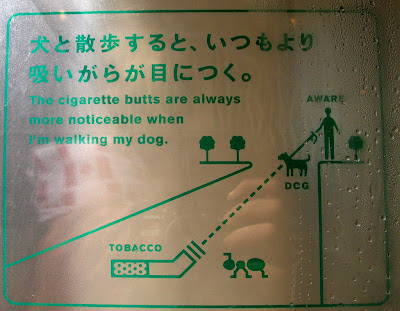 犬と散歩すると、いつもより
吸いがらが目につく。
The cigarette butts are always
more noticeable when
I'm walking my dog.
AWARE
DOG
TOBACCO